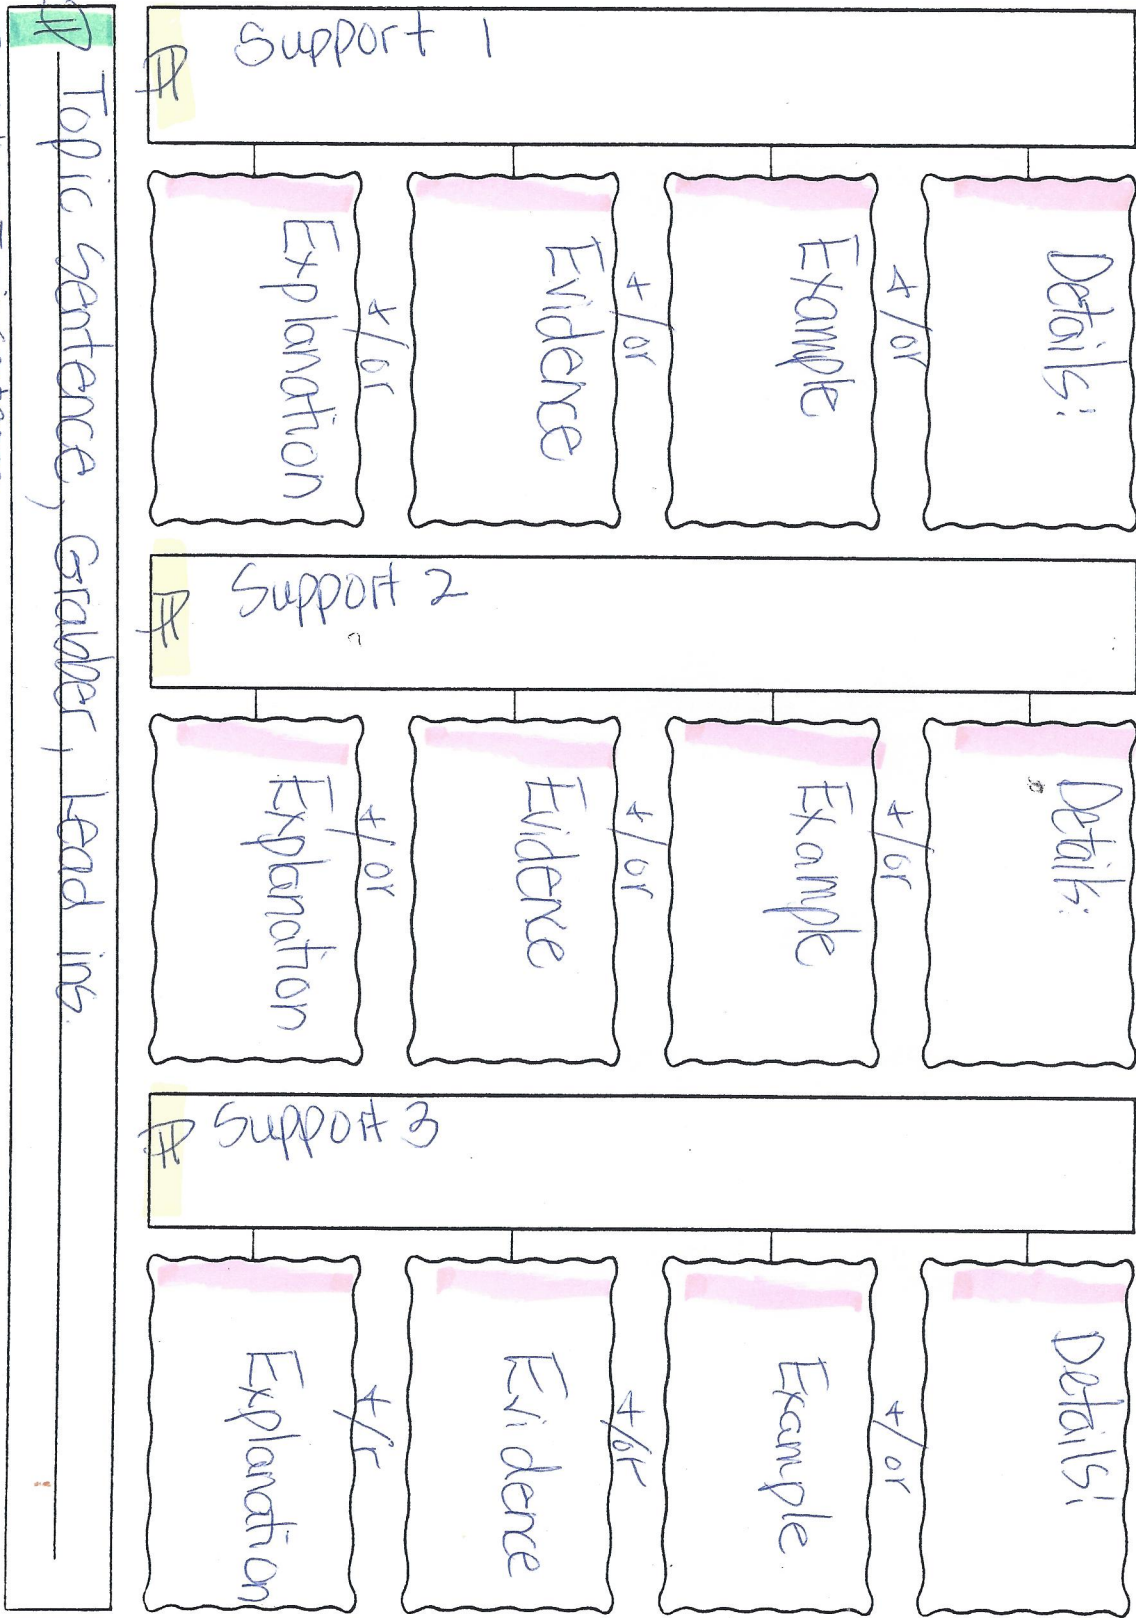 Topic Sentence, Grabber, Lead ins.
Support 1
Details:
+/or
Example
+/or
Evidence
+/or
Explanation
Support 2
Details:
+/or
Example
+/or
Evidence
+/or
Explanation
Support 3
Details:
+/or
Example
+/or
Evidence
+/r
Explanation